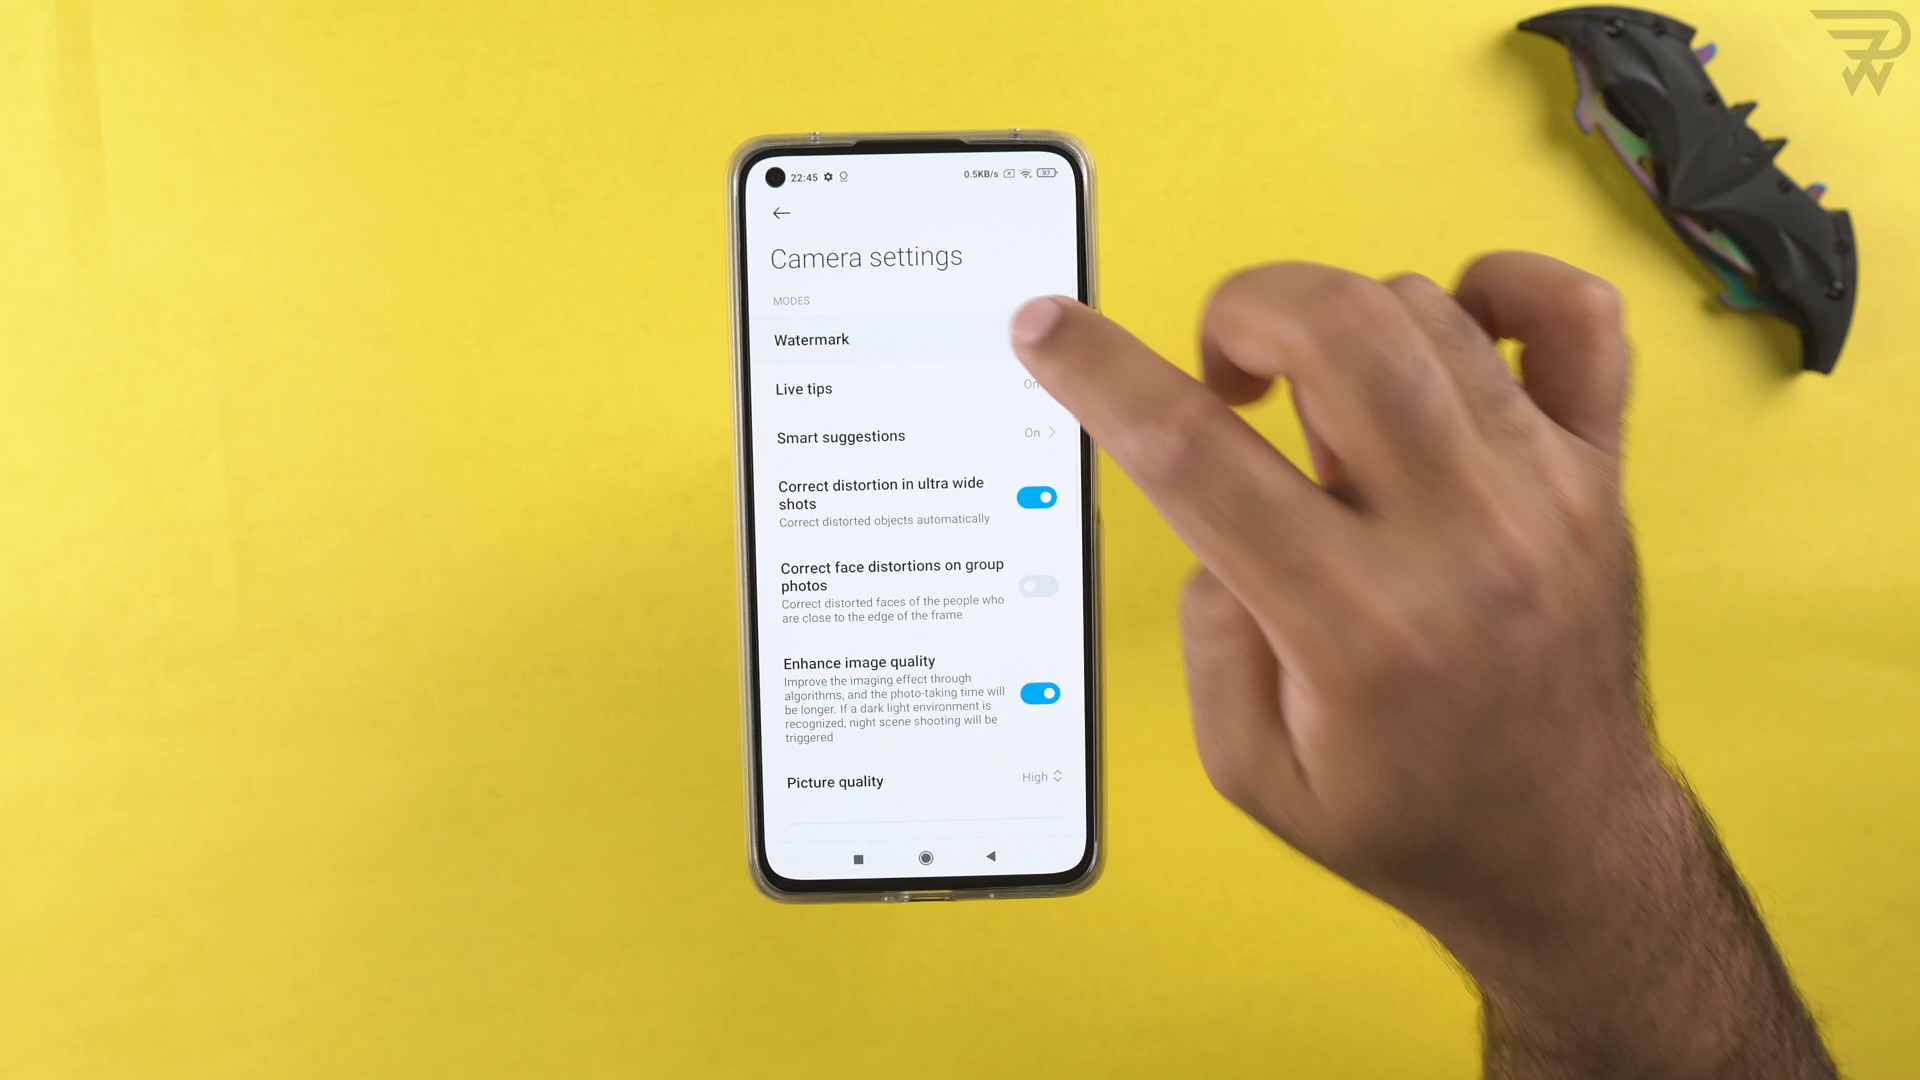 22:45
0.5KB/s
97
Camera settings
MODES
Watermark
Live tips
On
Smart suggestions
On
Correct distortion in ultra wide
shots
Correct distorted objects automatically
Correct face distortions on group
photos
Correct distorted faces of the people who
are close to the edge of the frame
Enhance image quality
Improve the imaging effect through
algorithms, and the photo-taking time will
be longer. If a dark light environment is
recognized, night scene shooting will be
triggered
Picture quality
High